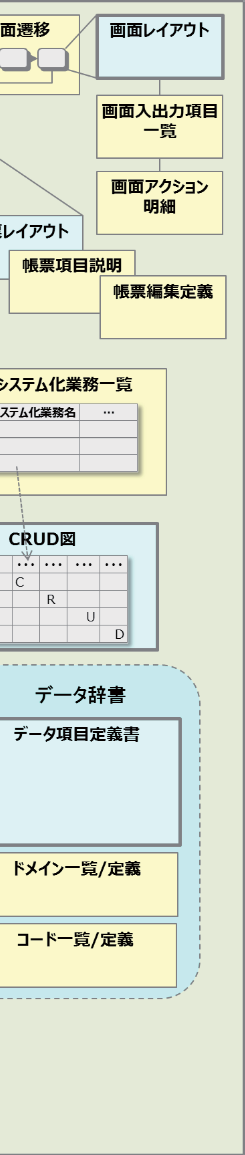 面遷移
画面レイアウト
画面入出力項目
一覧
画面アクション
明細
レイアウト
帳票項目説明
帳票編集定義
システム化業務一覧
ステム化業務名
…
CRUD図
… … … …
C
R
U
D
データ辞書
データ項目定義書
ドメイン一覧/定義
コード一覧/定義